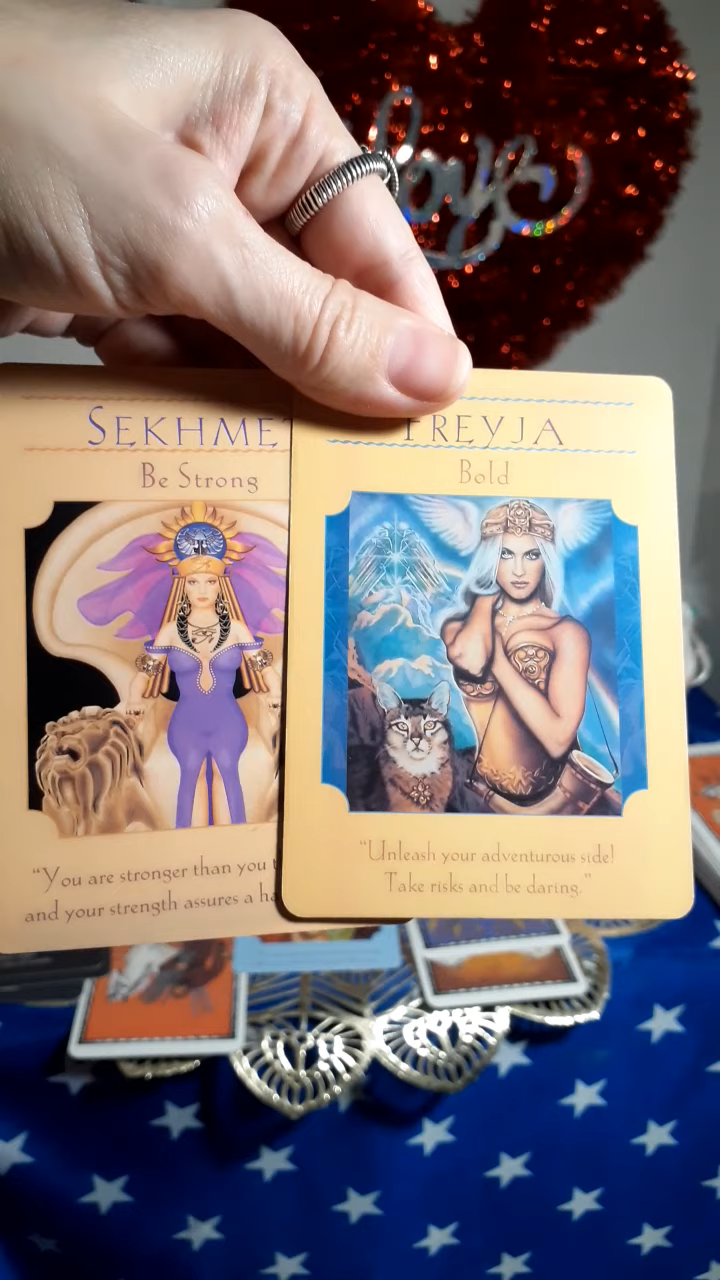 love
SEKHME
Be Strong
"You are stronger than you
and your strength assures a
FREYJA
Bold
"Unleash your adventurous side!
Take risks and be daring."